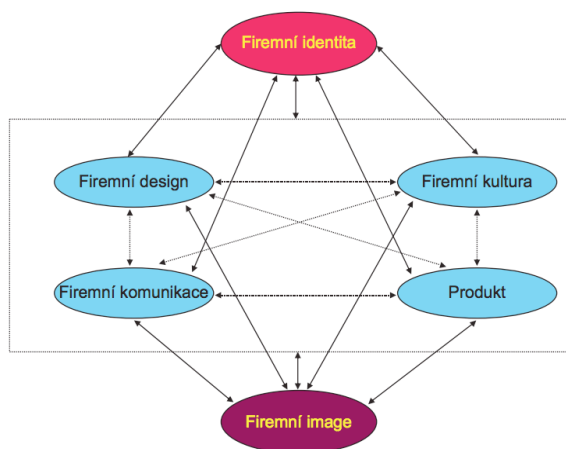 Firemní identita
Firemní design
Firemní kultura
Firemní komunikace
Produkt
Firemní image